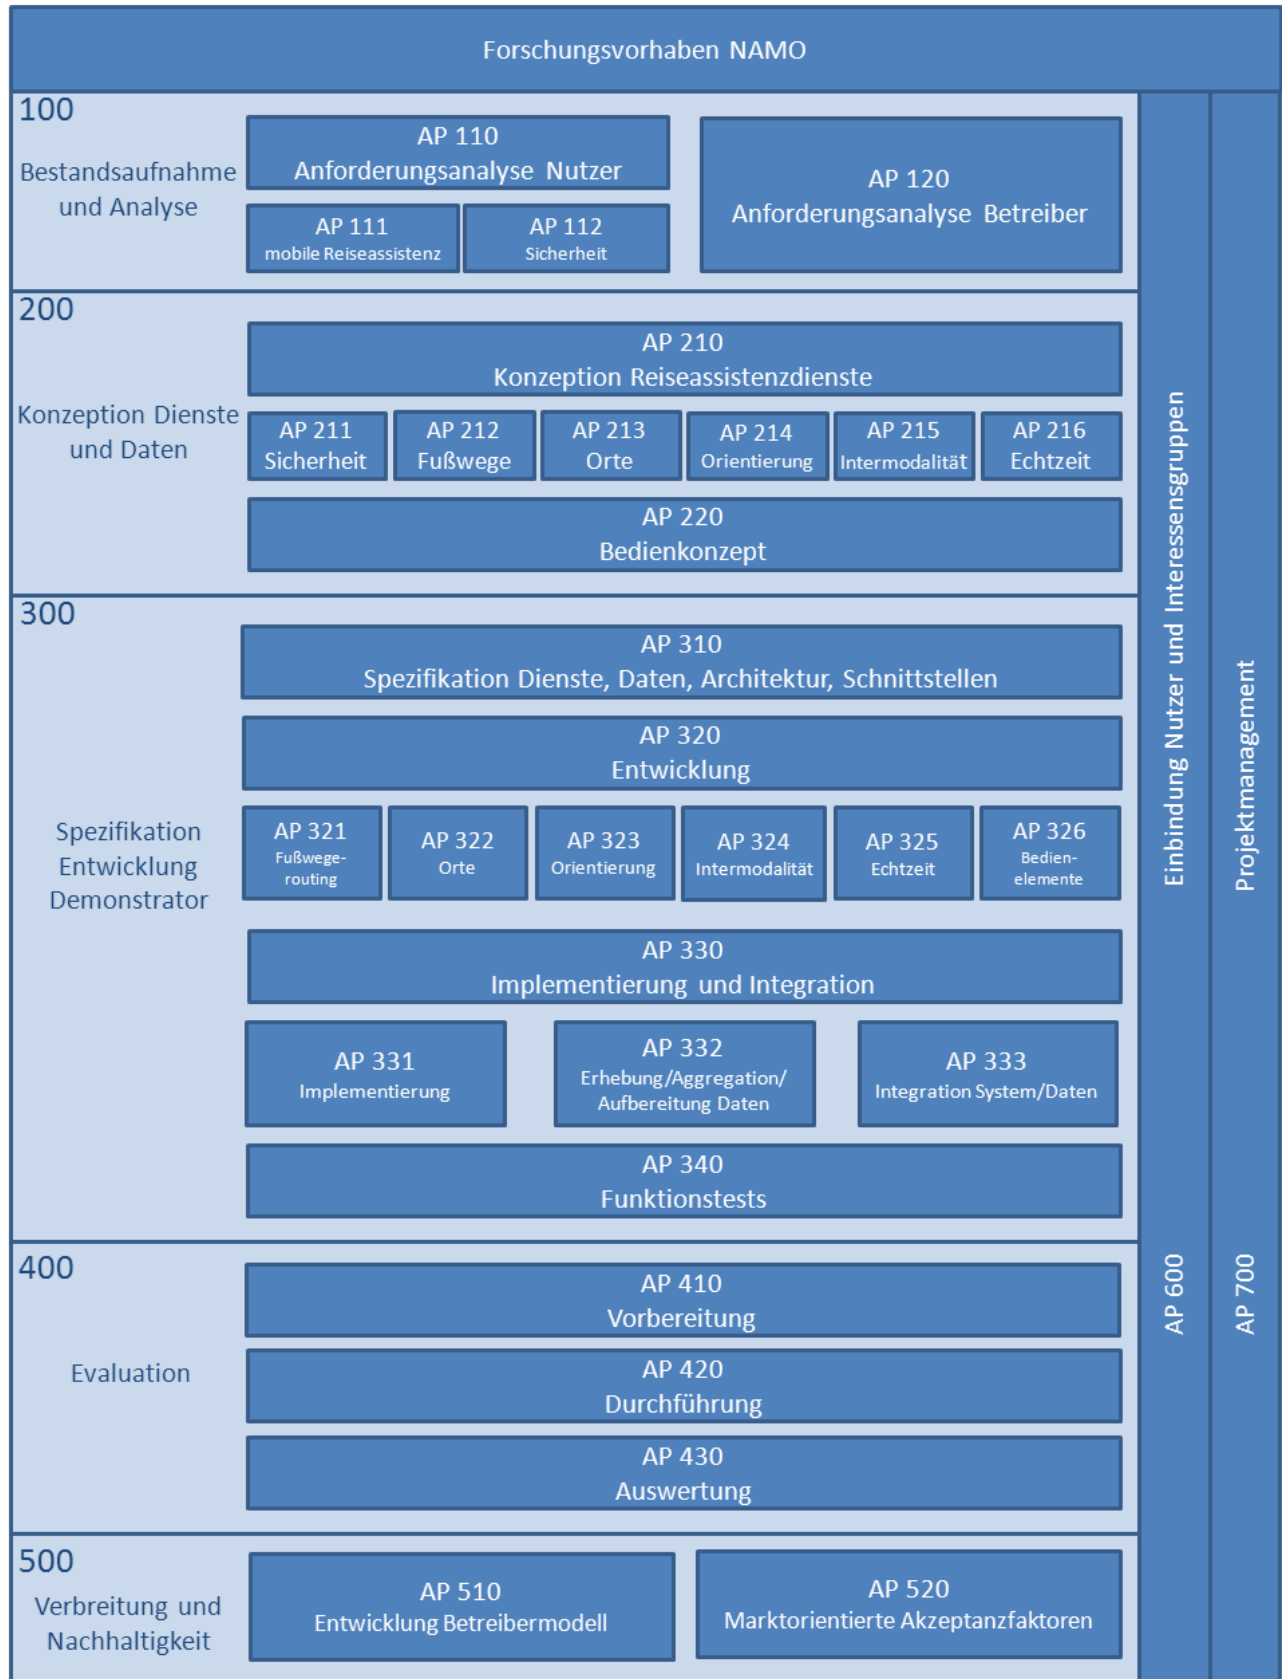 Forschungsvorhaben NAMO
100
Bestandsaufnahme
und Analyse
AP 110
Anforderungsanalyse Nutzer
AP 111
mobile Reiseassistenz
AP 112
Sicherheit
AP 120
Anforderungsanalyse Betreiber
200
Konzeption Dienste
und Daten
AP 210
Konzeption Reiseassistenzdienste
AP 211
Sicherheit
AP 212
Fußwege
AP 213
Orte
AP 214
Orientierung
AP 215
Intermodalität
AP 216
Echtzeit
AP 220
Bedienkonzept
300
Spezifikation
Entwicklung
Demonstrator
AP 310
Spezifikation Dienste, Daten, Architektur, Schnittstellen
AP 320
Entwicklung
AP 321
Fußwege-
routing
AP 322
Orte
AP 323
Orientierung
AP 324
Intermodalität
AP 325
Echtzeit
AP 326
Bedien-
elemente
AP 330
Implementierung und Integration
AP 331
Implementierung
AP 332
Erhebung/Aggregation/
Aufbereitung Daten
AP 333
Integration System/Daten
AP 340
Funktionstests
400
Evaluation
AP 410
Vorbereitung
AP 420
Durchführung
AP 430
Auswertung
500
Verbreitung und
Nachhaltigkeit
AP 510
Entwicklung Betreibermodell
AP 520
Marktorientierte Akzeptanzfaktoren
AP 600 Einbindung Nutzer und Interessensgruppen
AP 700 Projektmanagement